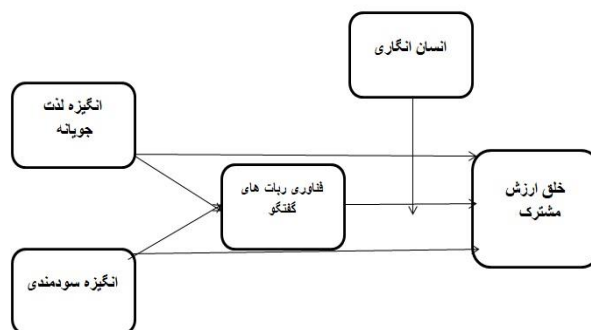 انسان انگاری
انگیزه لذت
جویانه
فناوری ربات های
گفتگو
خلق ارزش
مشترک
انگیزه سودمندی